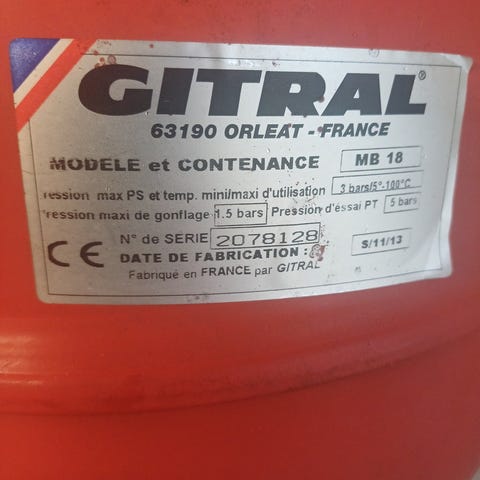 GITRAL®
63190 ORLEAT - FRANCE
MODELE et CONTENANCE MB 18
ression max PS et temp. mini/maxi d'utilisation 3 bars/5°-100°C
ression maxi de gonflage 1.5 bars Pression d'éssai PT 5 bars
CE N° de SERIE 2078128
DATE DE FABRICATION: S/11/13
Fabriqué en FRANCE par GITRAL